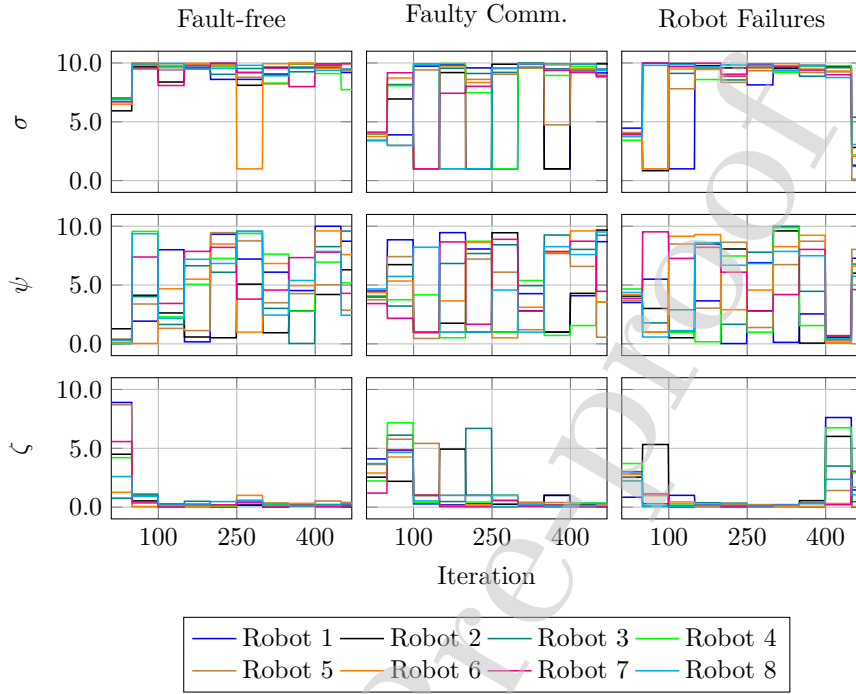 Fault-free Faulty Comm. Robot Failures
10.0
5.0
0.0
σ
10.0
5.0
0.0
ψ
10.0
5.0
0.0
ζ
100 250 400 100 250 400 100 250 400
Iteration
Robot 1 Robot 2 Robot 3 Robot 4
Robot 5 Robot 6 Robot 7 Robot 8
Pre-proof